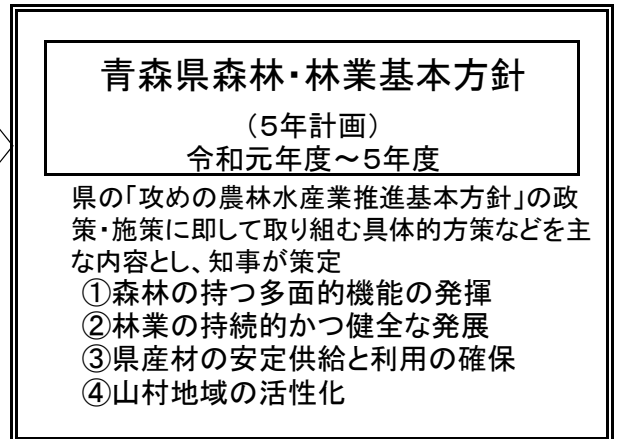 青森県森林・林業基本方針
（５年計画）
令和元年度～５年度
県の「攻めの農林水産業推進基本方針」の政
策・施策に即して取り組む具体的方策などを主
な内容とし、知事が策定
①森林の持つ多面的機能の発揮
②林業の持続的かつ健全な発展
③県産材の安定供給と利用の確保
④山村地域の活性化